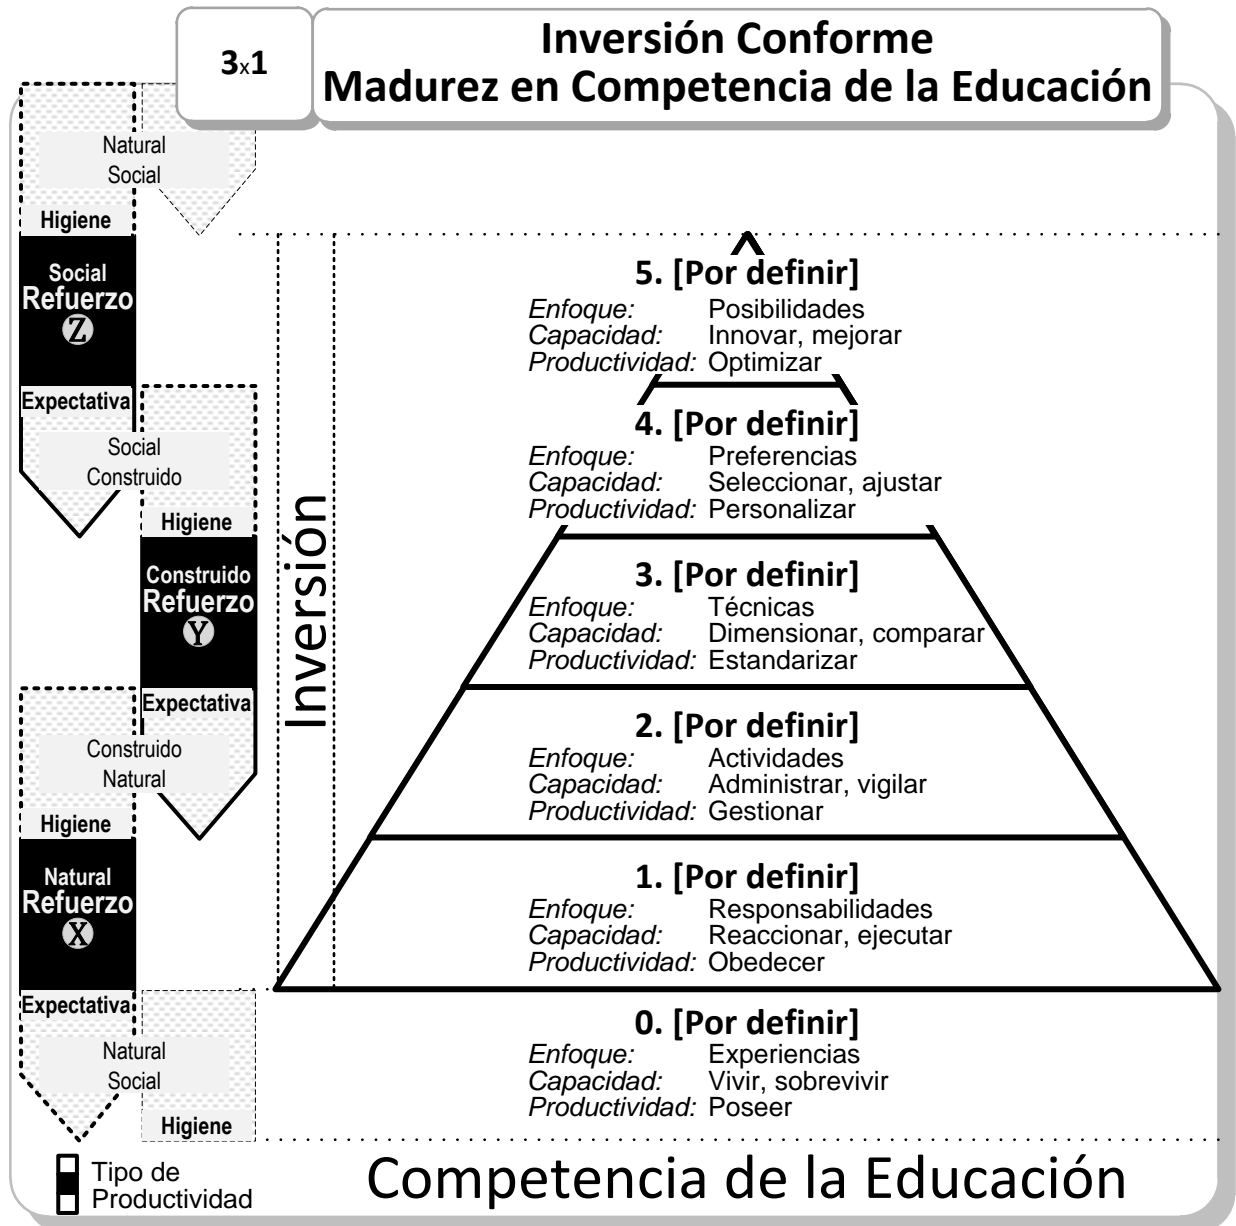 3x1
Inversión Conforme
Madurez en Competencia de la Educación
Natural
Social
Higiene
Social
Refuerzo
Z
Expectativa
Social
Construido
Higiene
Construido
Refuerzo
Y
Expectativa
Construido
Natural
Higiene
Natural
Refuerzo
X
Expectativa
Natural
Social
Higiene
Tipo de
Productividad
Inversión
5. [Por definir]
Enfoque: Posibilidades
Capacidad: Innovar, mejorar
Productividad: Optimizar
4. [Por definir]
Enfoque: Preferencias
Capacidad: Seleccionar, ajustar
Productividad: Personalizar
3. [Por definir]
Enfoque: Técnicas
Capacidad: Dimensionar, comparar
Productividad: Estandarizar
2. [Por definir]
Enfoque: Actividades
Capacidad: Administrar, vigilar
Productividad: Gestionar
1. [Por definir]
Enfoque: Responsabilidades
Capacidad: Reaccionar, ejecutar
Productividad: Obedecer
0. [Por definir]
Enfoque: Experiencias
Capacidad: Vivir, sobrevivir
Productividad: Poseer
Competencia de la Educación